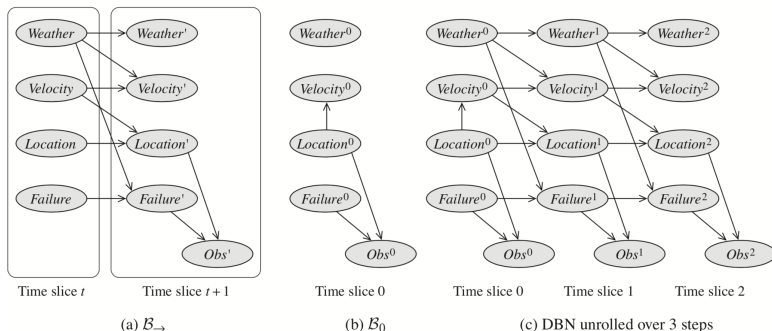 Weather Weather' Weather⁰ Weather⁰ Weather¹ Weather²
Velocity Velocity' Velocity⁰ Velocity⁰ Velocity¹ Velocity²
Location Location' Location⁰ Location⁰ Location¹ Location²
Failure Failure' Failure⁰ Failure⁰ Failure¹ Failure²
Obs' Obs⁰ Obs⁰ Obs¹ Obs²
Time slice t Time slice t + 1 Time slice 0 Time slice 0 Time slice 1 Time slice 2
(a) ℬ→ (b) ℬ₀ (c) DBN unrolled over 3 steps